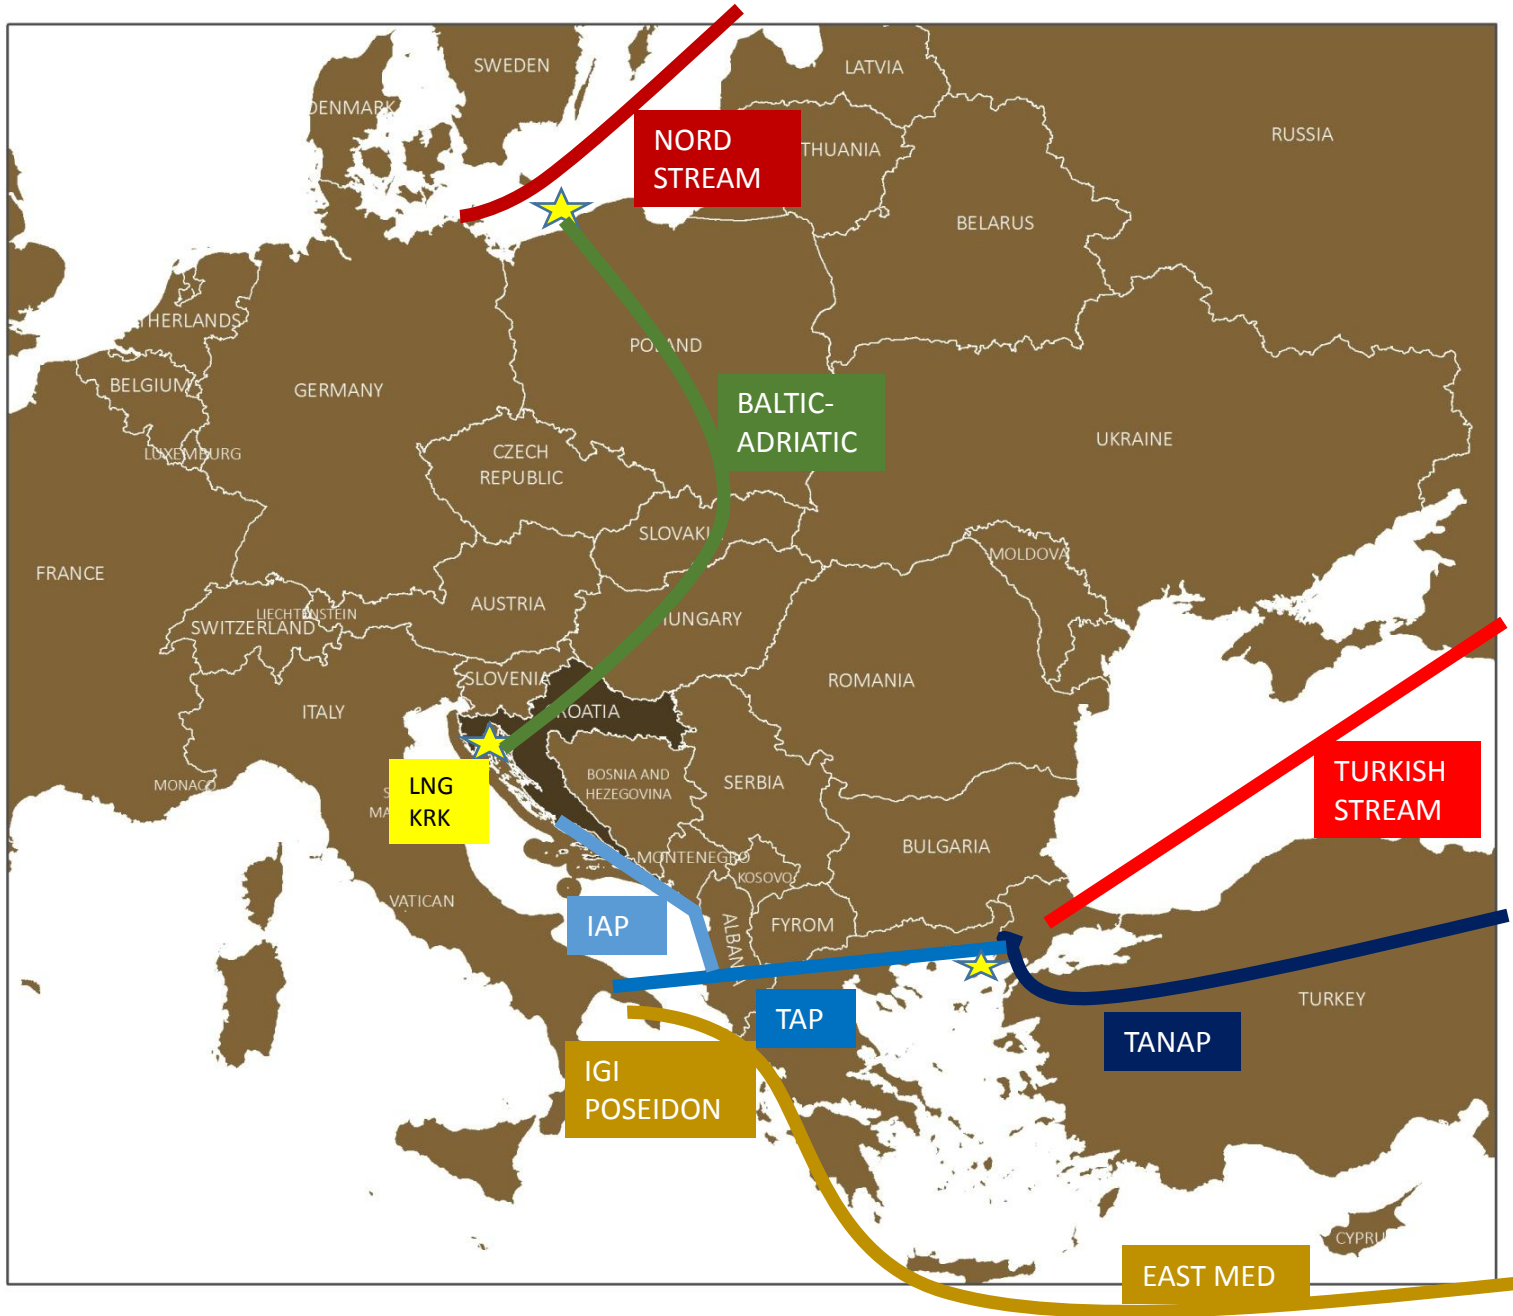 SWEDEN
LATVIA
DENMARK
RUSSIA
NORD
STREAM
THUANIA
BELARUS
THERLANDS
POLAND
BELGIUM
GERMANY
BALTIC-
ADRIATIC
UKRAINE
LUXEMBURG
CZECH
REPUBLIC
SLOVAKI
MOLDOVA
FRANCE
AUSTRIA
LIECHTENSTEIN
SWITZERLAND
HUNGARY
SLOVENIA
ROMANIA
ITALY
CROATIA
MONACO
BOSNIA AND
HEZEGOVINA
SERBIA
TURKISH
STREAM
LNG
KRK
S
MA
BULGARIA
MONTENEGRO
KOSOVO
VATICAN
IAP
ALBAN
FYROM
TURKEY
TAP
TANAP
IGI
POSEIDON
CYPRU
EAST MED